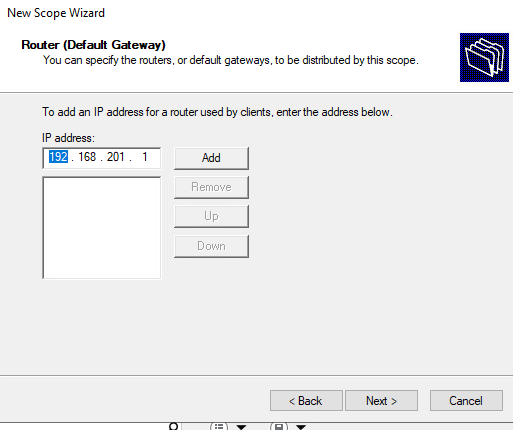 New Scope Wizard
Router (Default Gateway)
You can specify the routers, or default gateways, to be distributed by this scope.
To add an IP address for a router used by clients, enter the address below.
IP address:
192 . 168 . 201 . 1
Add
Remove
Up
Down
< Back
Next >
Cancel